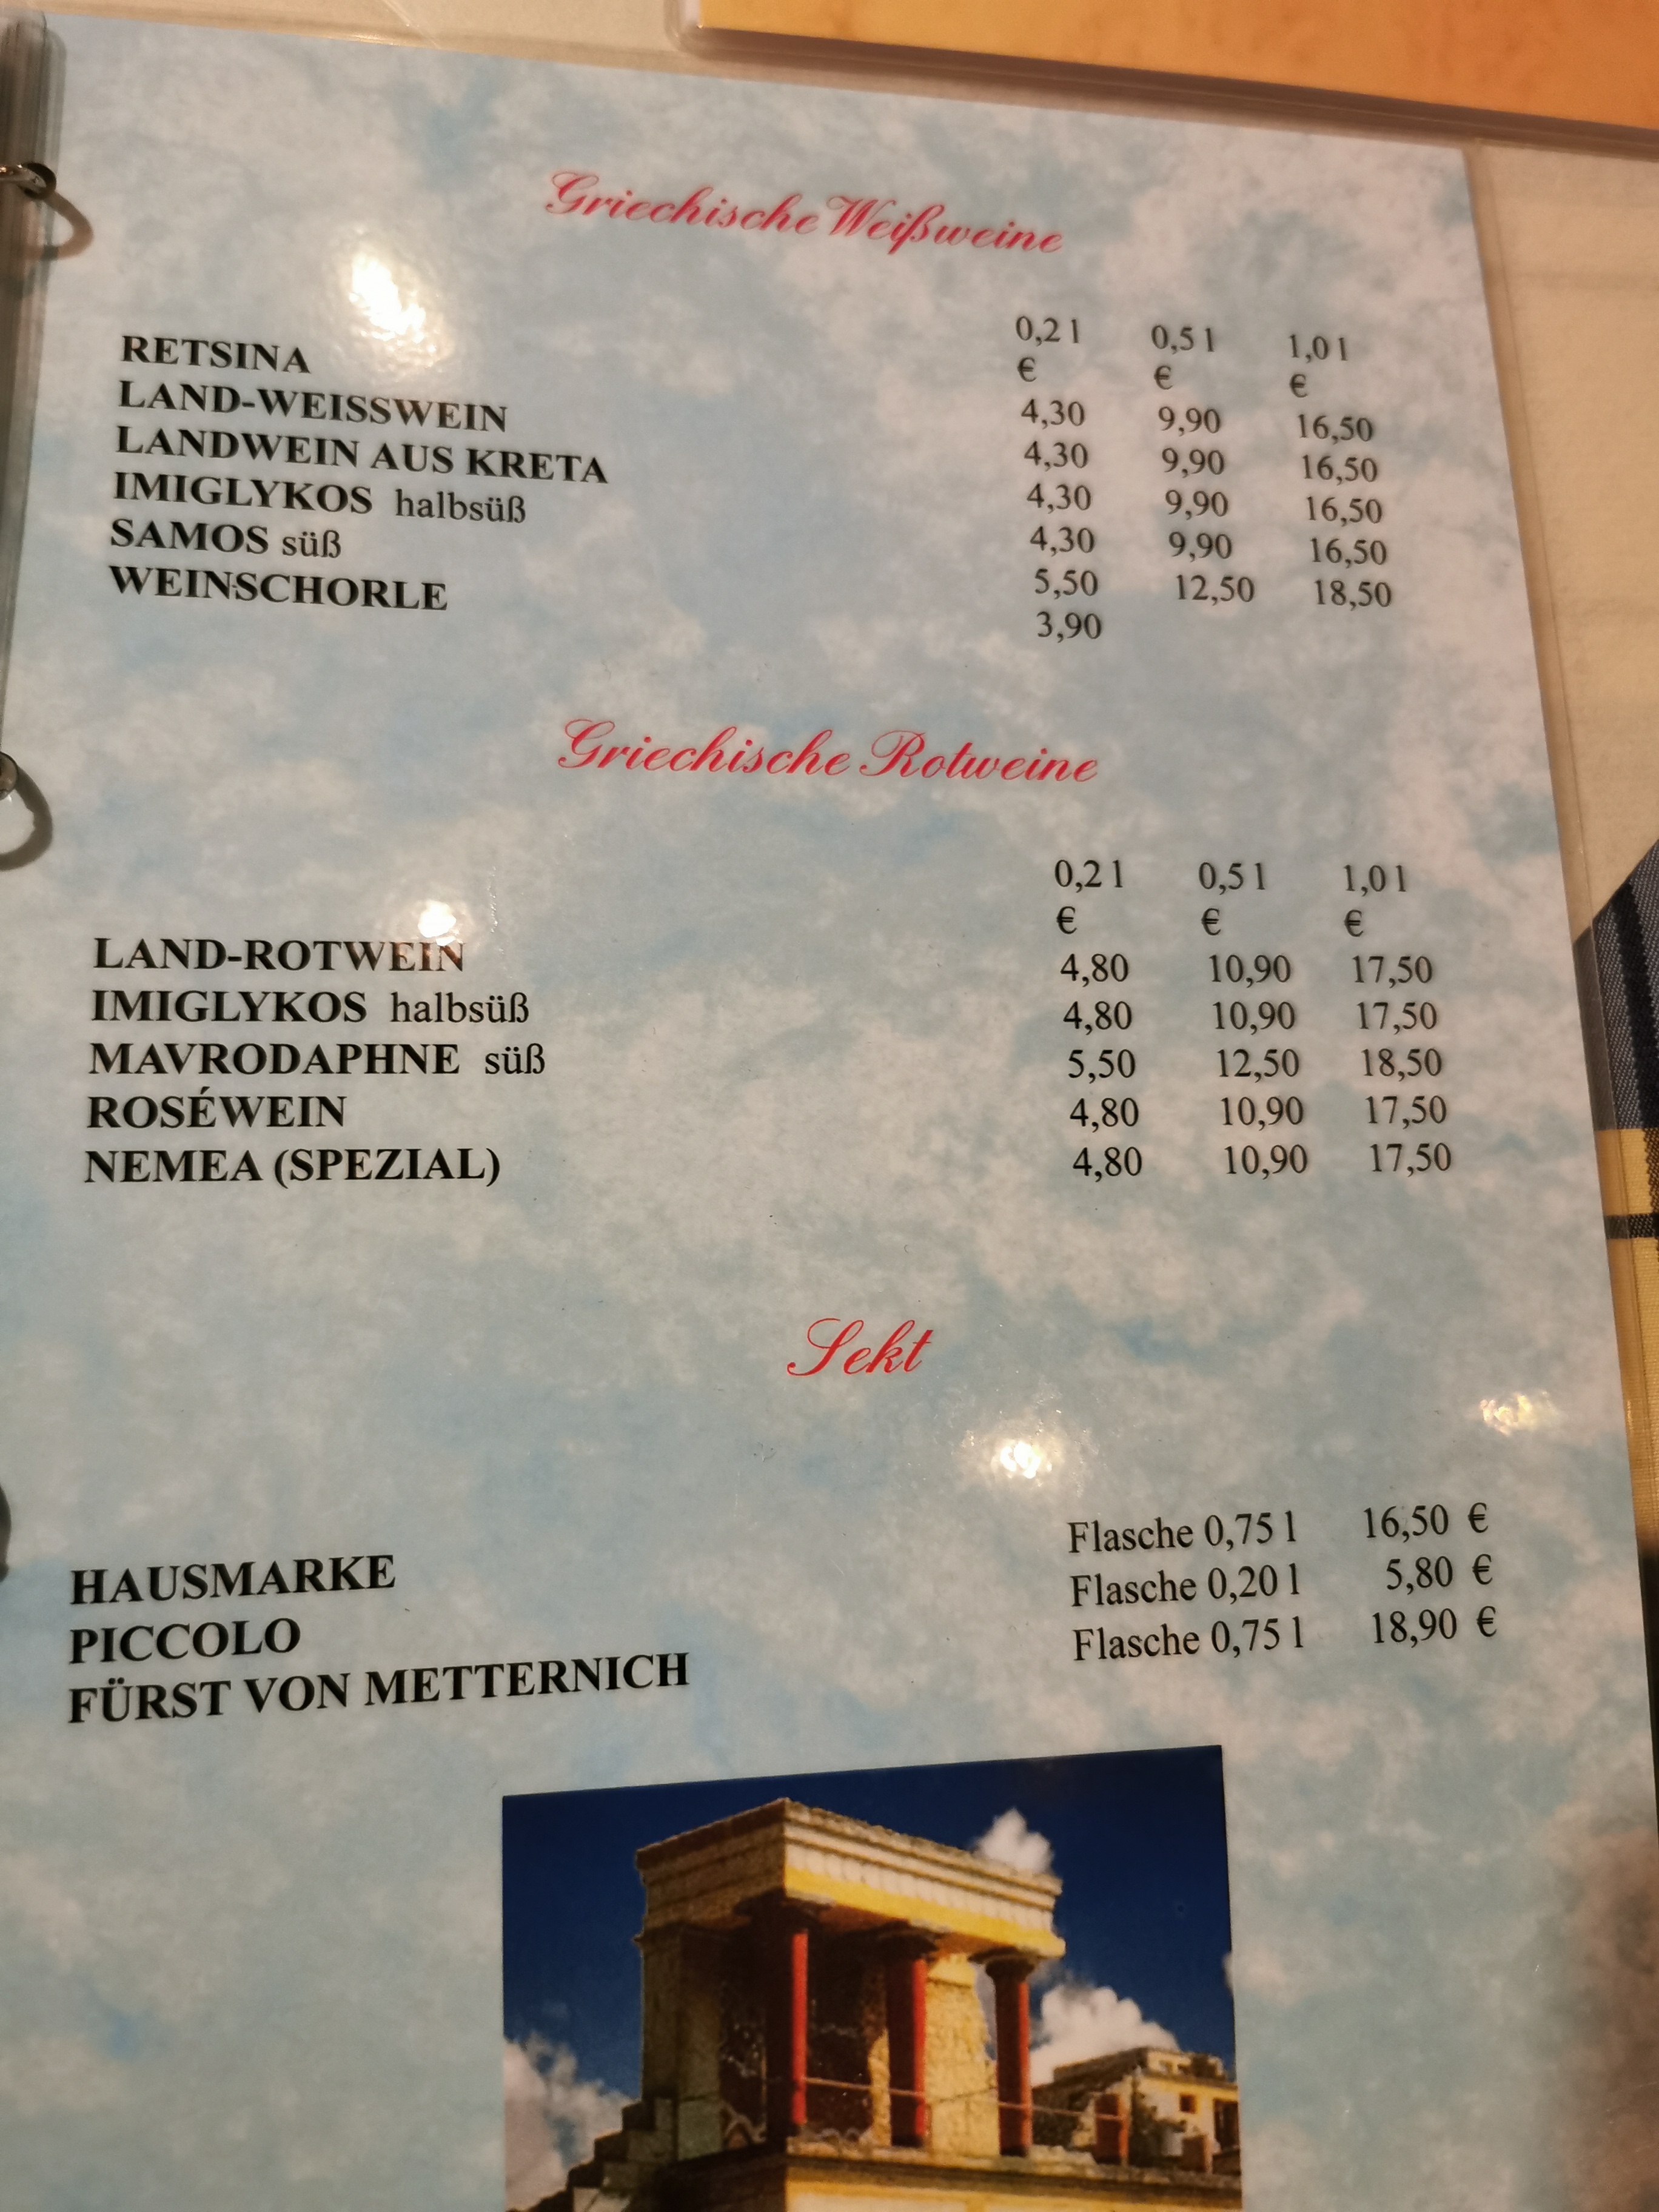 Griechische Weißweine
0,2 l 0,5 l 1,0 l
€ € €
RETSINA 4,30 9,90 16,50
LAND-WEISSWEIN 4,30 9,90 16,50
LANDWEIN AUS KRETA 4,30 9,90 16,50
IMIGLYKOS halbsüß 4,30 9,90 16,50
SAMOS süß 5,50 12,50 18,50
WEINSCHORLE 3,90
Griechische Rotweine
0,2 l 0,5 l 1,0 l
€ € €
LAND-ROTWEIN 4,80 10,90 17,50
IMIGLYKOS halbsüß 4,80 10,90 17,50
MAVRODAPHNE süß 5,50 12,50 18,50
ROSÉWEIN 4,80 10,90 17,50
NEMEA (SPEZIAL) 4,80 10,90 17,50
Sekt
HAUSMARKE Flasche 0,75 l 16,50 €
PICCOLO Flasche 0,20 l 5,80 €
FÜRST VON METTERNICH Flasche 0,75 l 18,90 €